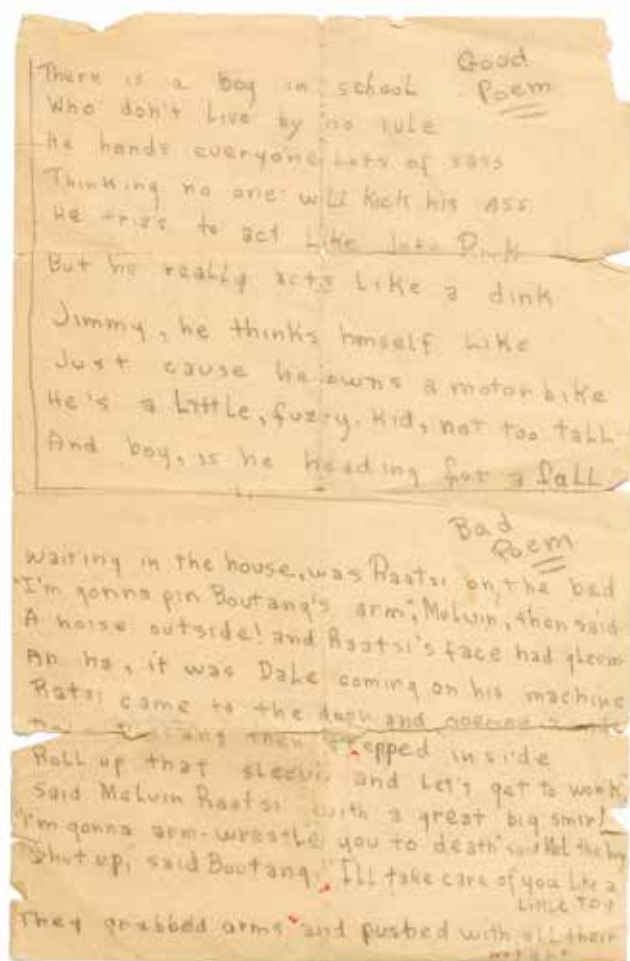 Good
Poem
There is a boy in school
Who don't Live by no rule
He hands everyone Lots of sass
Thinking no one will kick his Ass
He tries to act Like Pink
But he really acts Like a dink
Jimmy, he thinks himself Like
Just cause he owns a motorbike
He's a Little, fuzzy, kid, not too tall
And boy, is he heading for a fall
Bad
Poem
Waiting in the house, was Raatsi on the bed
"I'm gonna pin Boutang's arm", Melvin, then said
A noise outside! and Raatsi's face had gleem
Ah ha, it was Dale coming on his machine
Ratsi came to the door and opened
then stepped inside
Roll up that sleeve and Let's get to work,"
said Melvin Raatsi with a great big smirk
"I'm gonna arm-wrestle you to death" said Mel the boy
"Shut up, said Boutang, "I'll take care of you Like a
Little Toy
They grabbed arms and pushed with all their
might